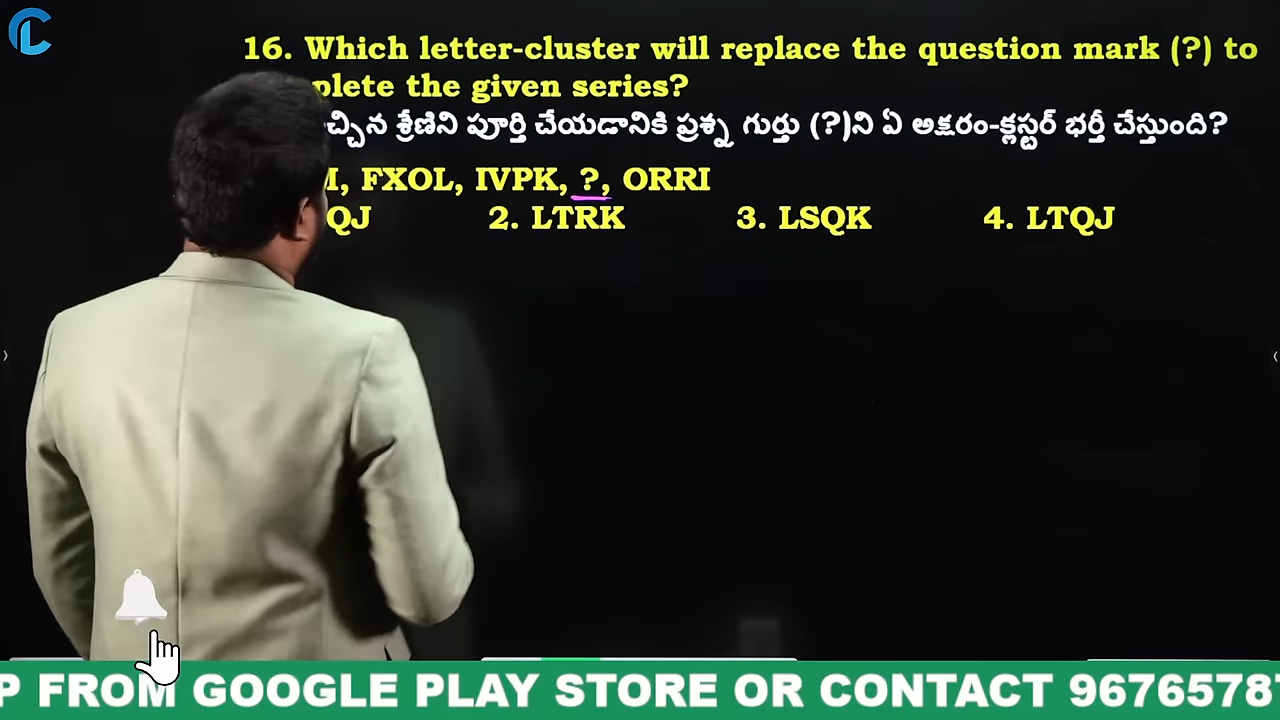 16. Which letter-cluster will replace the question mark (?) to
plete the given series?
చ్చిన శ్రేణిని పూర్తి చేయడానికి ప్రశ్న గుర్తు (?)ని ఏ అక్షరం-క్లస్టర్ భర్తీ చేస్తుంది?
I, FXOL, IVPK, ?, ORRI
QJ 2. LTRK 3. LSQK 4. LTQJ
P FROM GOOGLE PLAY STORE OR CONTACT 9676578